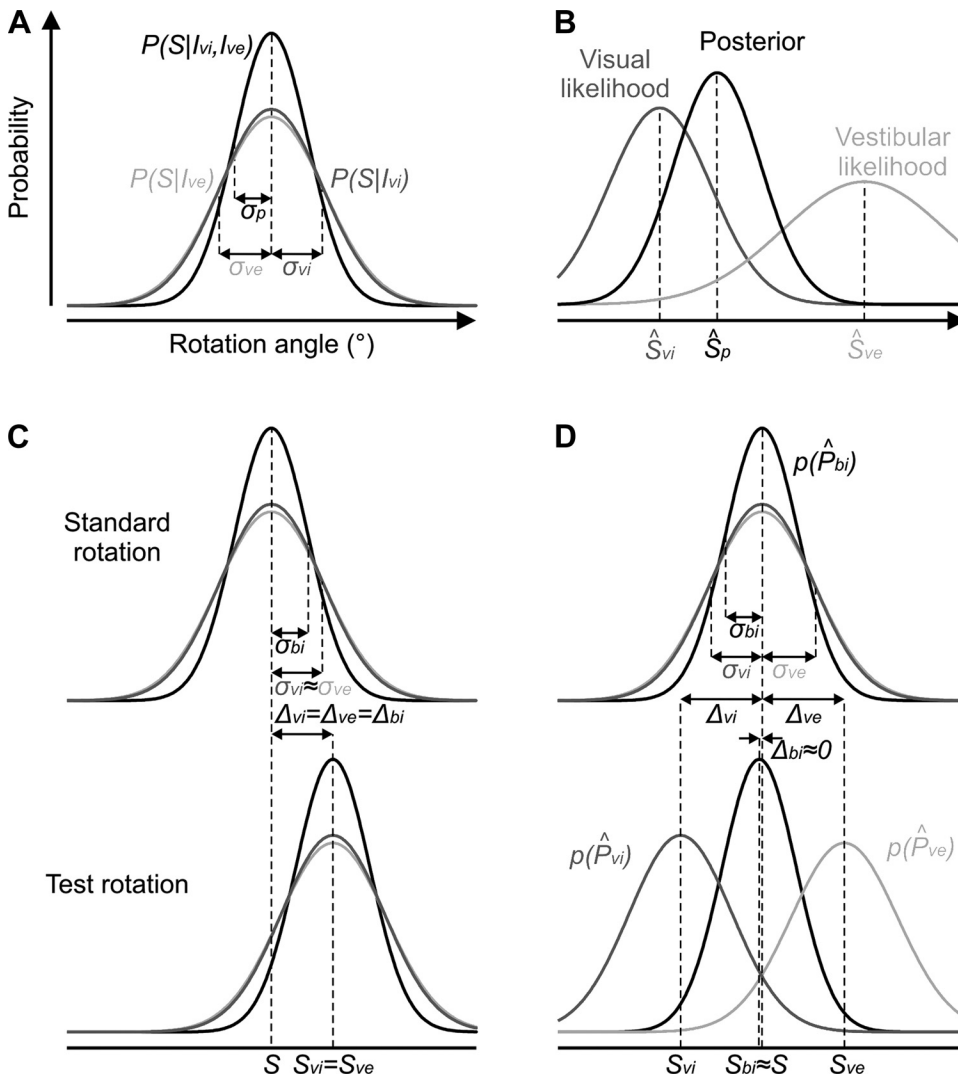 A
P(S|Ivi,Ive)
P(S|Ive)
P(S|Ivi)
σp
σve
σvi
Probability
Rotation angle (°)
B
Posterior
Visual
likelihood
Vestibular
likelihood
Ŝvi
Ŝp
Ŝve
C
Standard
rotation
σbi
σvi≈σve
Δvi=Δve=Δbi
Test rotation
S Svi=Sve
D
p(P̂bi)
σbi
σvi σve
Δvi Δve
Δbi≈0
p(P̂vi)
p(P̂ve)
Svi Sbi≈S Sve